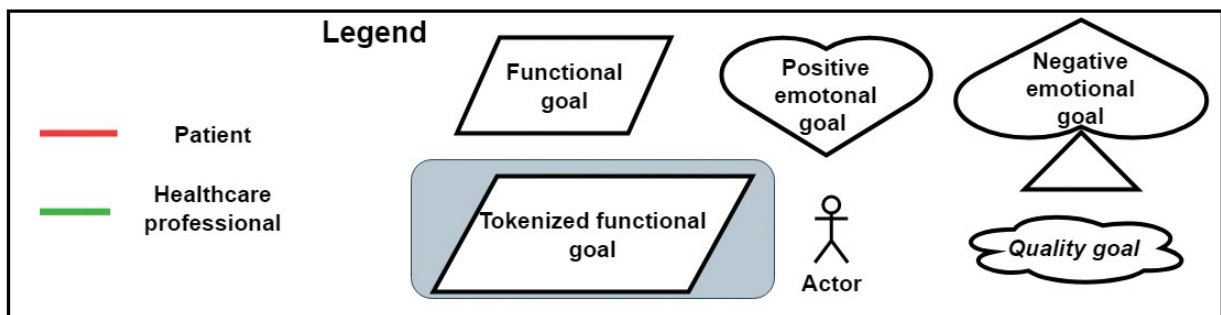 Legend
Functional
goal
Positive
emotonal
goal
Negative
emotional
goal
Patient
Healthcare
professional
Tokenized functional
goal
Actor
Quality goal